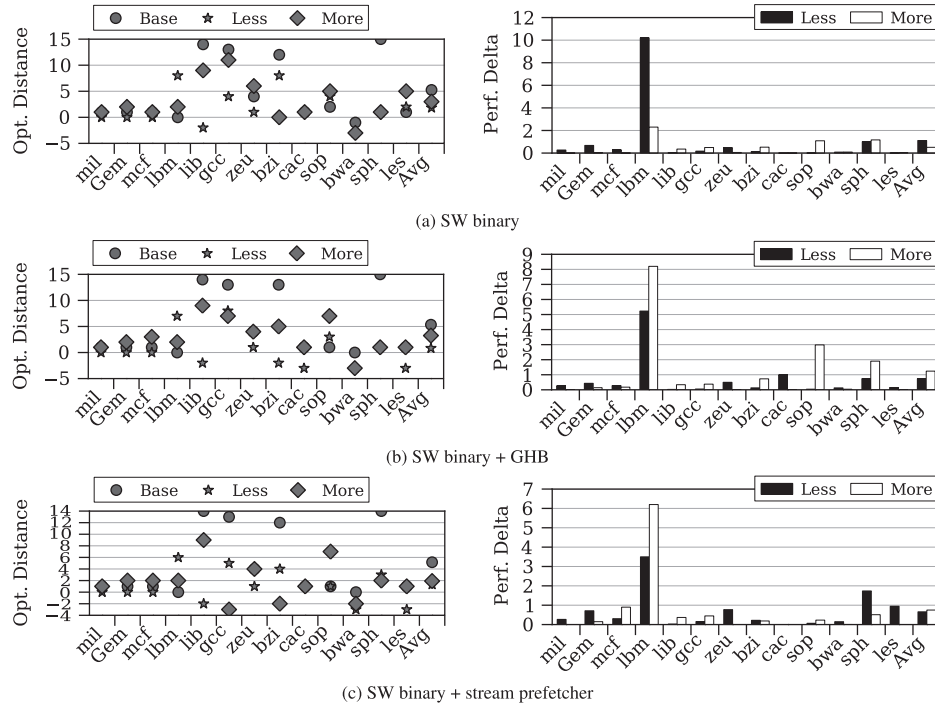 Base Less More
Opt. Distance
15
10
5
0
−5
mil Gem mcf lbm lib gcc zeu bzi cac sop bwa sph les Avg
Less More
Perf. Delta
12
10
8
6
4
2
0
mil Gem mcf lbm lib gcc zeu bzi cac sop bwa sph les Avg
(a) SW binary
Base Less More
Opt. Distance
15
10
5
0
−5
mil Gem mcf lbm lib gcc zeu bzi cac sop bwa sph les Avg
Less More
Perf. Delta
9
8
7
6
5
4
3
2
1
0
mil Gem mcf lbm lib gcc zeu bzi cac sop bwa sph les Avg
(b) SW binary + GHB
Base Less More
Opt. Distance
14
12
10
8
6
4
2
0
−2
−4
mil Gem mcf lbm lib gcc zeu bzi cac sop bwa sph les Avg
Less More
Perf. Delta
7
6
5
4
3
2
1
0
mil Gem mcf lbm lib gcc zeu bzi cac sop bwa sph les Avg
(c) SW binary + stream prefetcher